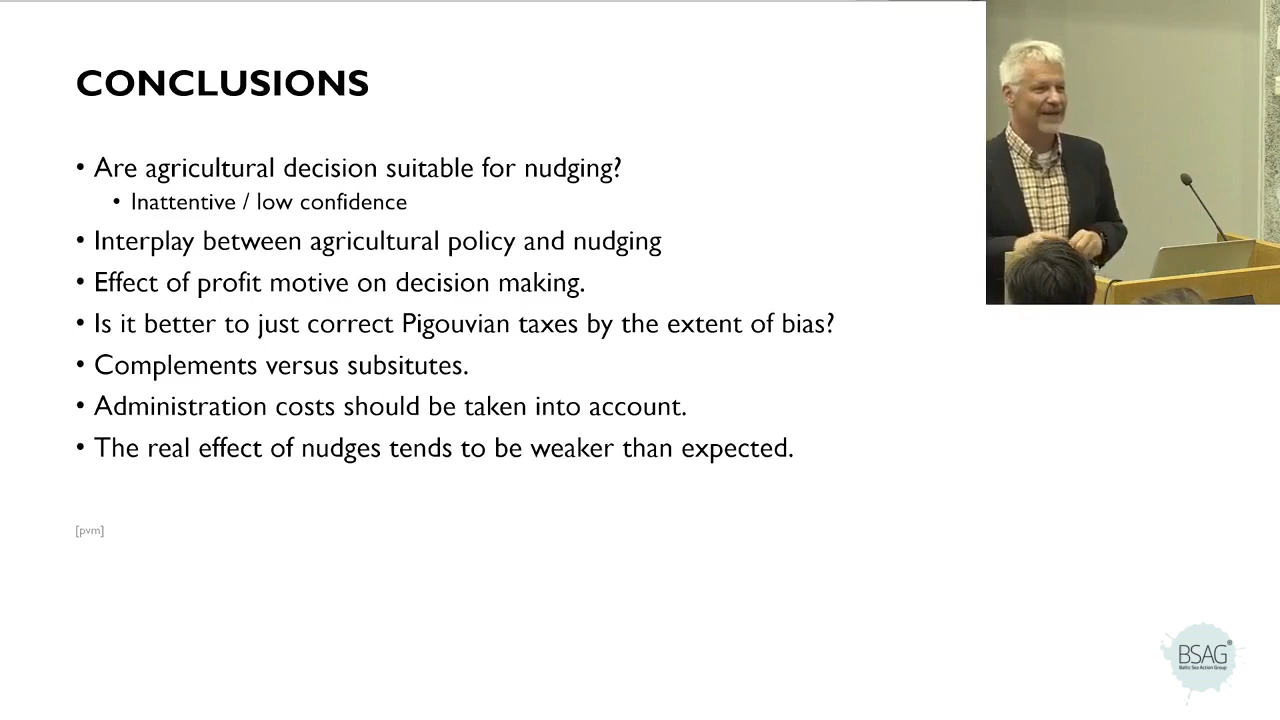 CONCLUSIONS
• Are agricultural decision suitable for nudging?
• Inattentive / low confidence
• Interplay between agricultural policy and nudging
• Effect of profit motive on decision making.
• Is it better to just correct Pigouvian taxes by the extent of bias?
• Complements versus subsitutes.
• Administration costs should be taken into account.
• The real effect of nudges tends to be weaker than expected.
[pvm]
BSAG®
Baltic Sea Action Group